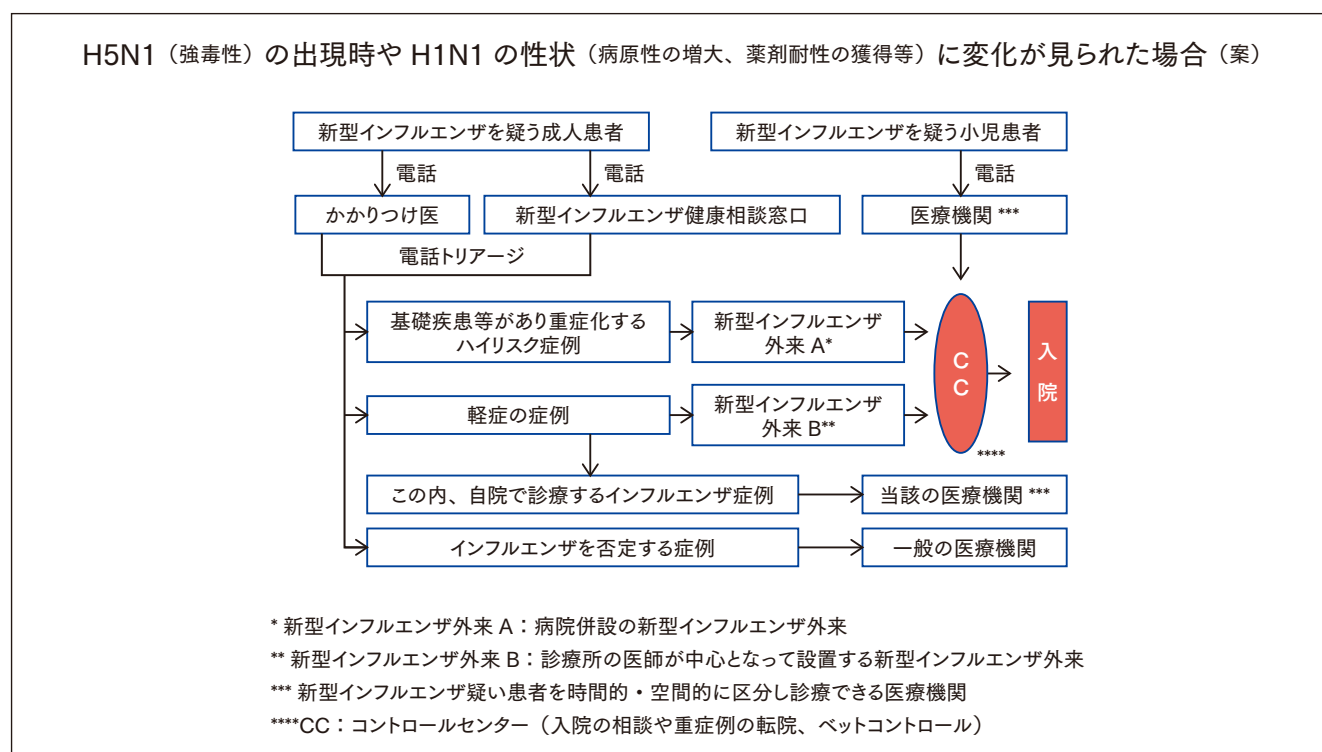 H5N1（強毒性）の出現時や H1N1 の性状（病原性の増大、薬剤耐性の獲得等）に変化が見られた場合（案）
新型インフルエンザを疑う成人患者
新型インフルエンザを疑う小児患者
電話
電話
電話
かかりつけ医
新型インフルエンザ健康相談窓口
医療機関 ***
電話トリアージ
基礎疾患等があり重症化する
ハイリスク症例
新型インフルエンザ
外来 A*
CC
入院
軽症の症例
新型インフルエンザ
外来 B**
****
この内、自院で診療するインフルエンザ症例
当該の医療機関 ***
インフルエンザを否定する症例
一般の医療機関
* 新型インフルエンザ外来 A：病院併設の新型インフルエンザ外来
** 新型インフルエンザ外来 B：診療所の医師が中心となって設置する新型インフルエンザ外来
*** 新型インフルエンザ疑い患者を時間的・空間的に区分し診療できる医療機関
****CC：コントロールセンター（入院の相談や重症例の転院、ベットコントロール）